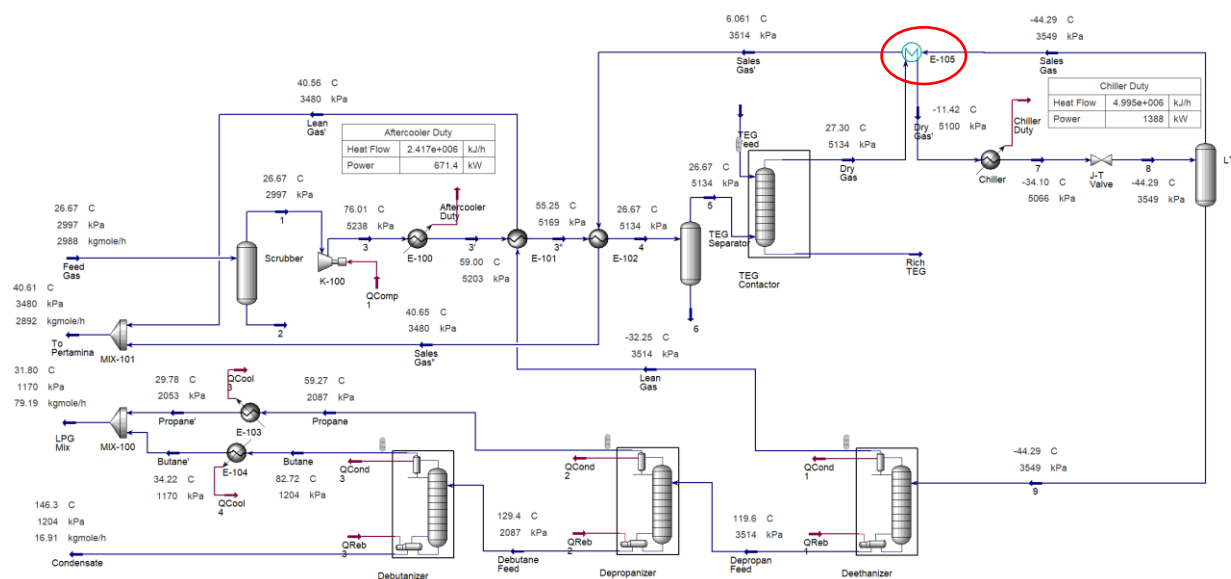 6.061 C
3514 kPa
Sales Gas'
E-105
-44.29 C
3549 kPa
Sales Gas
Chiller Duty
Heat Flow 4.995e+006 kJ/h
Power 1388 kW
40.56 C
3480 kPa
Lean Gas'
Aftercooler Duty
Heat Flow 2.417e+006 kJ/h
Power 671.4 kW
TEG Feed
27.30 C
5134 kPa
Dry Gas
-11.42 C
5100 kPa
Dry Gas'
Chiller Duty
Chiller
7
-34.10 C
5066 kPa
J-T Valve
8
-44.29 C
3549 kPa
26.67 C
2997 kPa
1
26.67 C
2997 kPa
2988 kgmole/h
Feed Gas
Scrubber
2
76.01 C
5238 kPa
3
K-100
QComp 1
Aftercooler Duty
E-100
3'
59.00 C
5203 kPa
E-101
55.25 C
5169 kPa
3"
E-102
26.67 C
5134 kPa
4
26.67 C
5134 kPa
5
TEG Separator
6
TEG Contactor
Rich TEG
40.61 C
3480 kPa
2892 kgmole/h
To Pertamina
MIX-101
40.65 C
3480 kPa
Sales Gas"
-32.25 C
3514 kPa
Lean Gas
31.80 C
1170 kPa
79.19 kgmole/h
LPG Mix
MIX-100
29.78 C
2053 kPa
Propane'
QCool 3
E-103
59.27 C
2087 kPa
Propane
Butane'
34.22 C
1170 kPa
E-104
QCool 4
Butane
82.72 C
1204 kPa
QCond 3
QReb 3
Debutanizer
146.3 C
1204 kPa
16.91 kgmole/h
Condensate
129.4 C
2087 kPa
Debutane Feed
QCond 2
QReb 2
Depropanizer
119.6 C
3514 kPa
Depropan Feed
QCond 1
QReb 1
Deethanizer
-44.29 C
3549 kPa
9